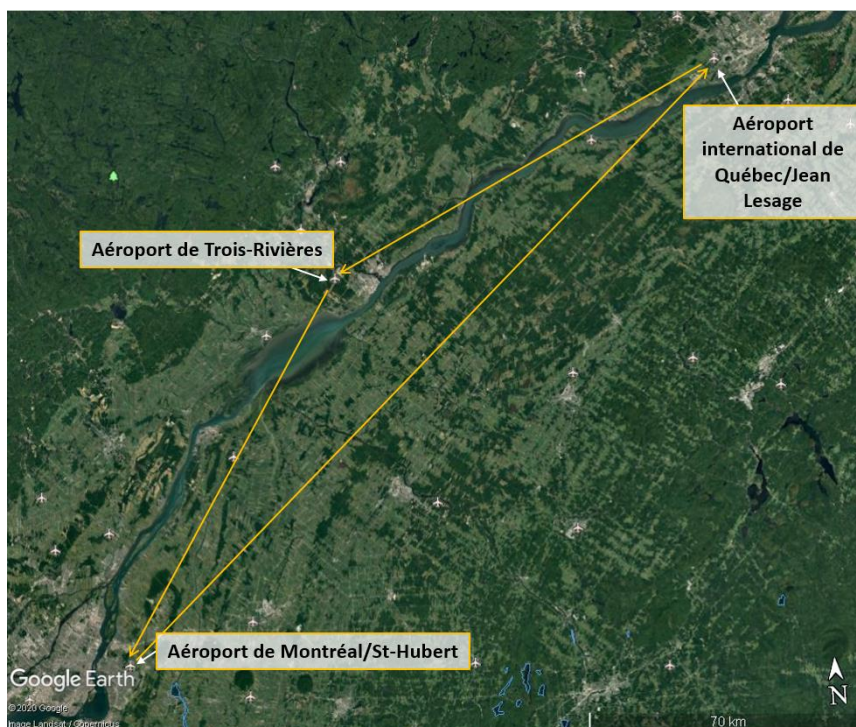 Aéroport
international de
Québec/Jean
Lesage
Aéroport de Trois-Rivières
Aéroport de Montréal/St-Hubert
Google Earth
©2020 Google
Image Landsat / Copernicus
70 km
N